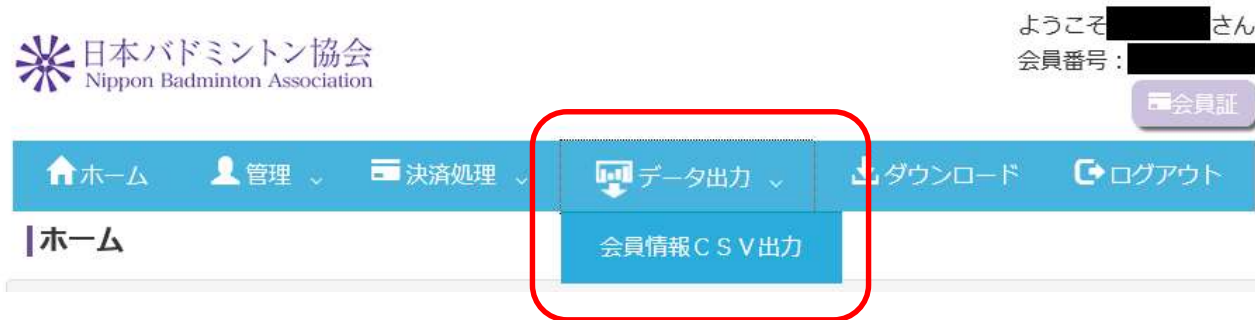 ようこそ さん
会員番号：
日本バドミントン協会
Nippon Badminton Association
会員証
ホーム 管理 決済処理 データ出力 ダウンロード ログアウト
ホーム
会員情報ＣＳＶ出力